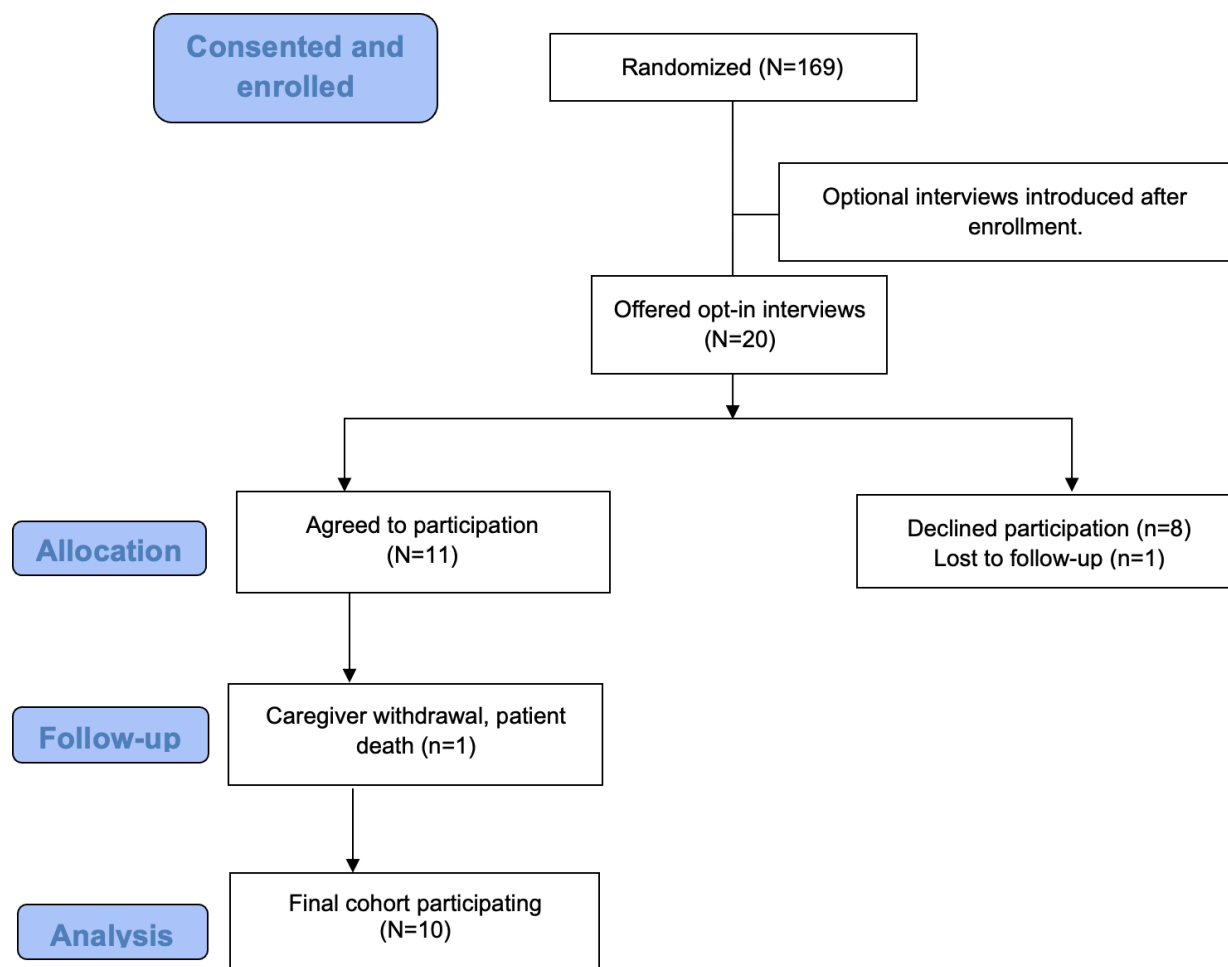 Consented and
enrolled
Randomized (N=169)
Optional interviews introduced after
enrollment.
Offered opt-in interviews
(N=20)
Allocation
Agreed to participation
(N=11)
Declined participation (n=8)
Lost to follow-up (n=1)
Follow-up
Caregiver withdrawal, patient
death (n=1)
Analysis
Final cohort participating
(N=10)